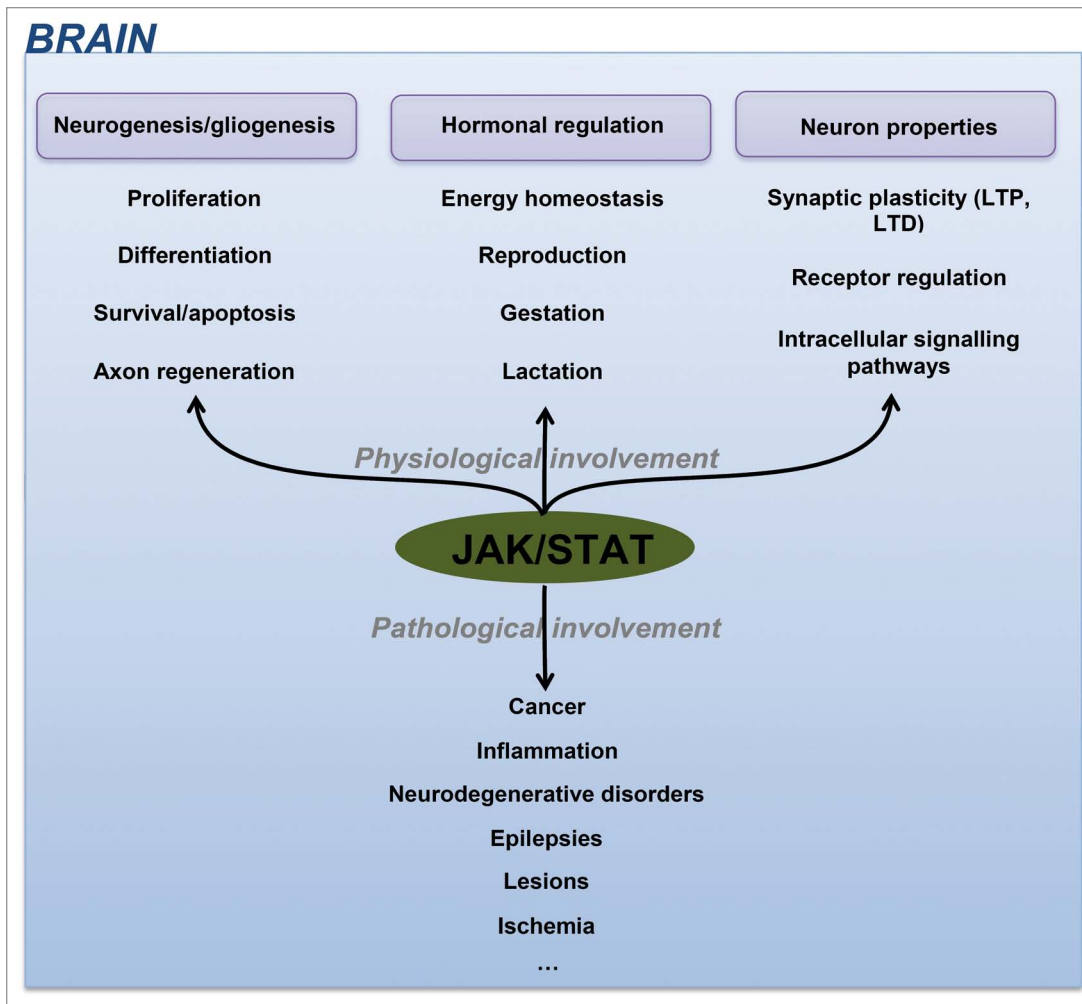 BRAIN
Neurogenesis/gliogenesis
Proliferation
Differentiation
Survival/apoptosis
Axon regeneration
Hormonal regulation
Energy homeostasis
Reproduction
Gestation
Lactation
Neuron properties
Synaptic plasticity (LTP,
LTD)
Receptor regulation
Intracellular signalling
pathways
Physiological involvement
JAK/STAT
Pathological involvement
Cancer
Inflammation
Neurodegenerative disorders
Epilepsies
Lesions
Ischemia
...